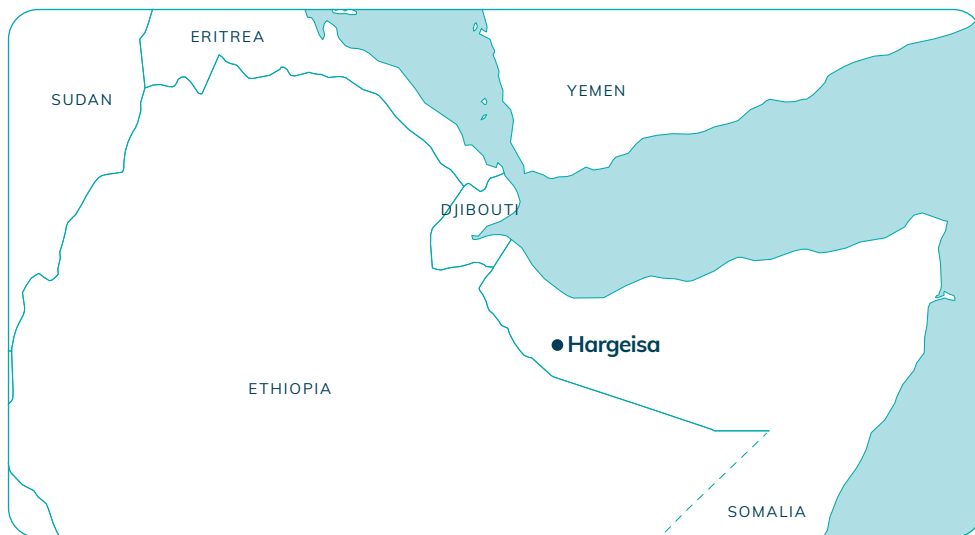 ERITREA
YEMEN
SUDAN
DJIBOUTI
Hargeisa
ETHIOPIA
SOMALIA